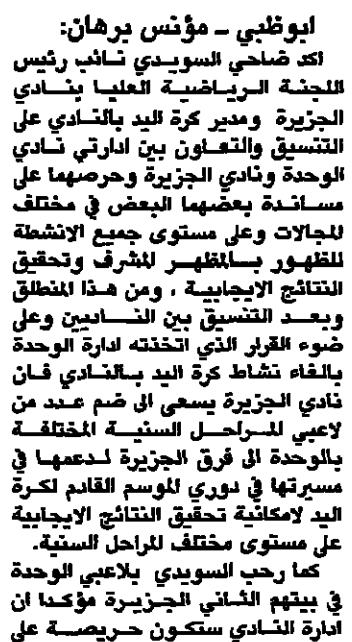 ابوظبي ـ مؤنس برهان:
اكد ضاحي السويدي نائب رئيس
اللجنة الرياضية العليا بنادي
الجزيرة ومدير كرة اليد بالنادي على
التنسيق والتعاون بين ادارتي نادي
الوحدة ونادي الجزيرة وحرصهما على
مساندة بعضهما البعض في مختلف
المجالات وعلى مستوى جميع الانشطة
للظهور بالمظهر المشرف وتحقيق
النتائج الايجابية ، ومن هذا المنطلق
وبعد التنسيق بين الناديين وعلى
ضوء القرار الذي اتخذته ادارة الوحدة
بالغاء نشاط كرة اليد بالنادي فان
نادي الجزيرة يسعى الى ضم عدد من
لاعبي المراحل السنية المختلفة
بالوحدة الى فرق الجزيرة لدعمها في
مسيرتها في دوري الموسم القادم لكرة
اليد لامكانية تحقيق النتائج الايجابية
على مستوى مختلف المراحل السنية.
كما رحب السويدي بلاعبي الوحدة
في بيتهم الثاني الجزيرة مؤكدا ان
ادارة النادي ستكون حريصة على